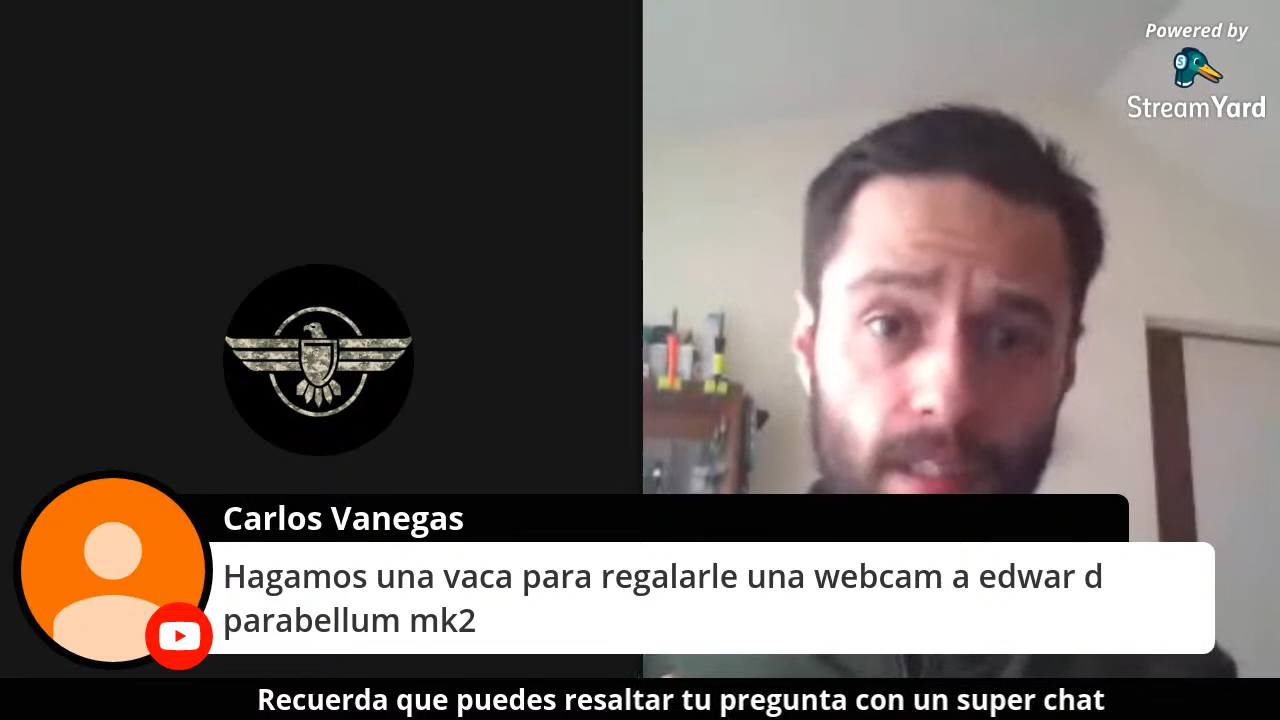 Powered by
StreamYard
Carlos Vanegas
Hagamos una vaca para regalarle una webcam a edwar d
parabellum mk2
Recuerda que puedes resaltar tu pregunta con un super chat